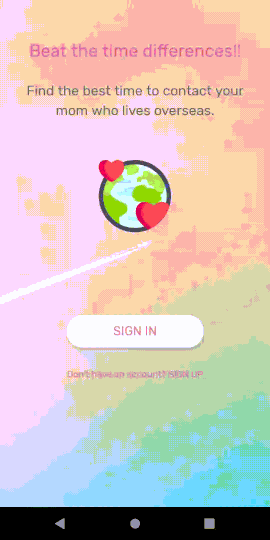 Beat the time differences!!
Find the best time to contact your
mom who lives overseas.
SIGN IN
Don't have an account? SIGN UP